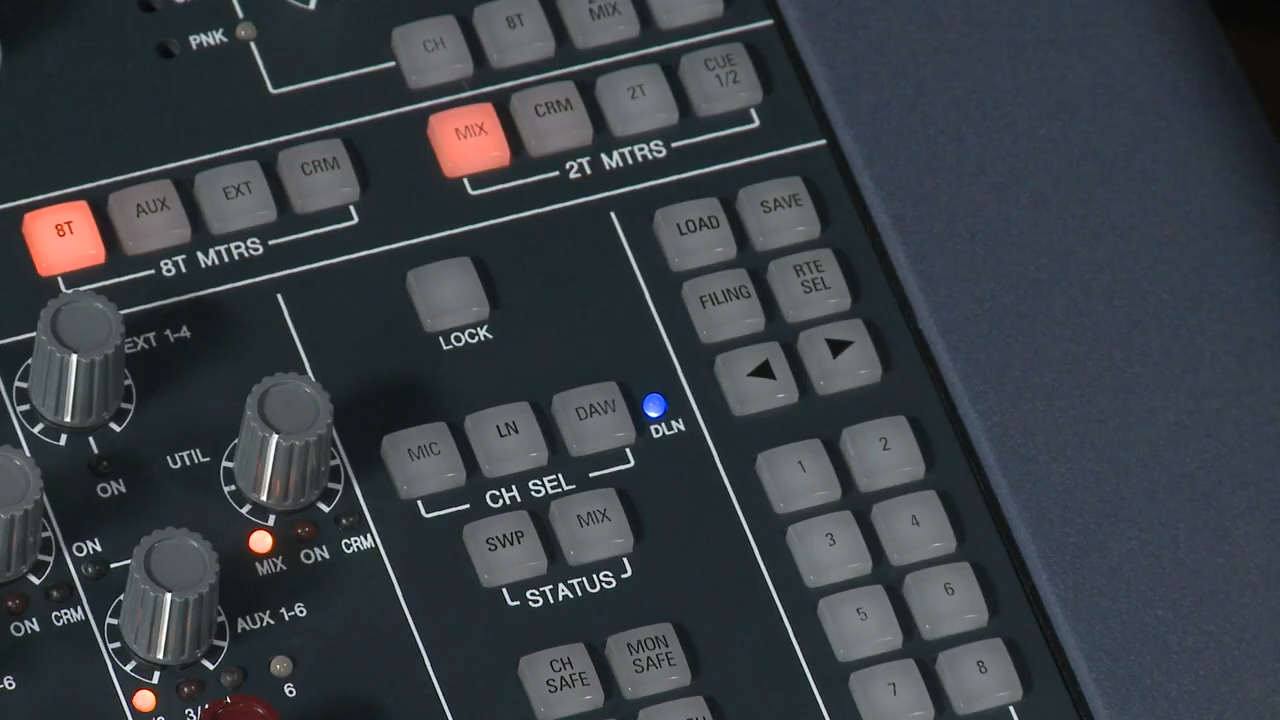 PNK
CH
8T
MIX
MIX
CRM
2T
CUE
1/2
2T MTRS
8T
AUX
EXT
CRM
8T MTRS
LOAD
SAVE
FILING
RTE
SEL
LOCK
EXT 1-4
ON
UTIL
MIX ON CRM
MIC
LN
DAW
DLN
CH SEL
SWP
MIX
STATUS
ON
ON CRM
AUX 1-6
6
CH
SAFE
MON
SAFE
1
2
3
4
5
6
7
8